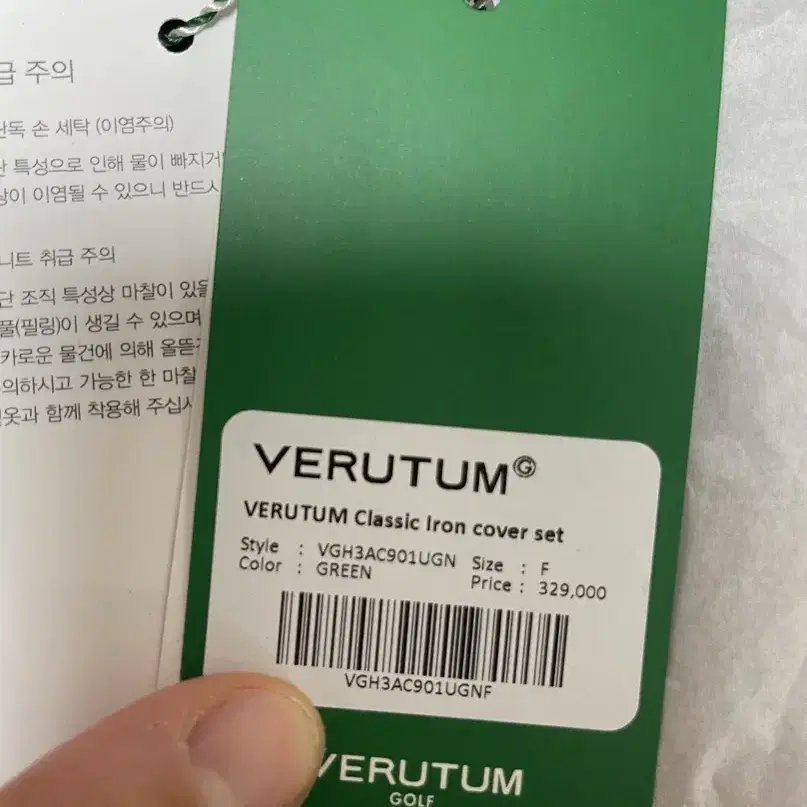 급 주의
단독 손 세탁 (이염주의)
특성으로 인해 물이 빠지거
이 이염될 수 있으니 반드시
니트 취급 주의
조직 특성상 마찰이 있을
풀(필링)이 생길 수 있으며
카로운 물건에 의해 올뜯
의하시고 가능한 한 마찰
옷과 함께 착용해 주십시
VERUTUM G
VERUTUM Classic Iron cover set
Style : VGH3AC901UGN Size : F
Color : GREEN Price : 329,000
VGH3AC901UGNF
VERUTUM
GOLF